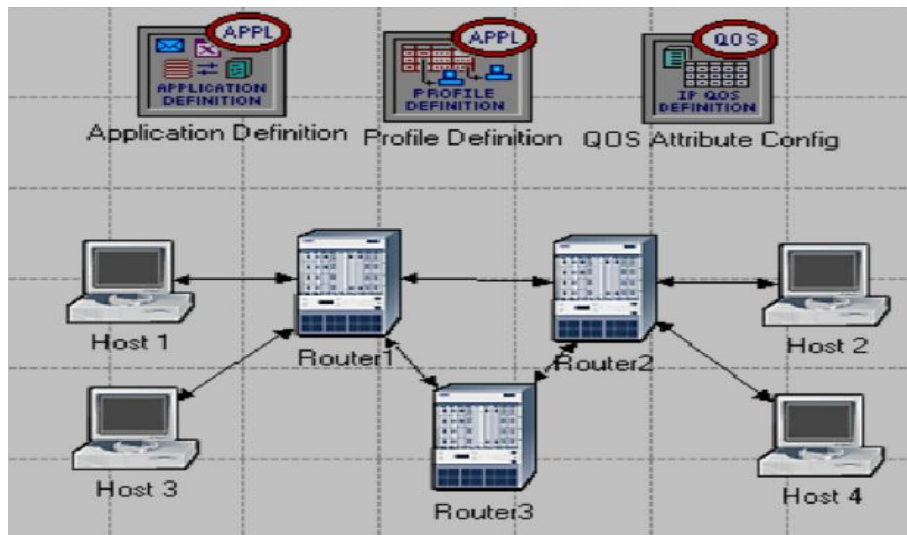 APPL
APPLICATION
DEFINITION
Application Definition
APPL
PROFILE
DEFINITION
Profile Definition
QOS
IP QOS
DEFINITION
QOS Attribute Config
Host 1
Router1
Router2
Host 2
Host 3
Router3
Host 4